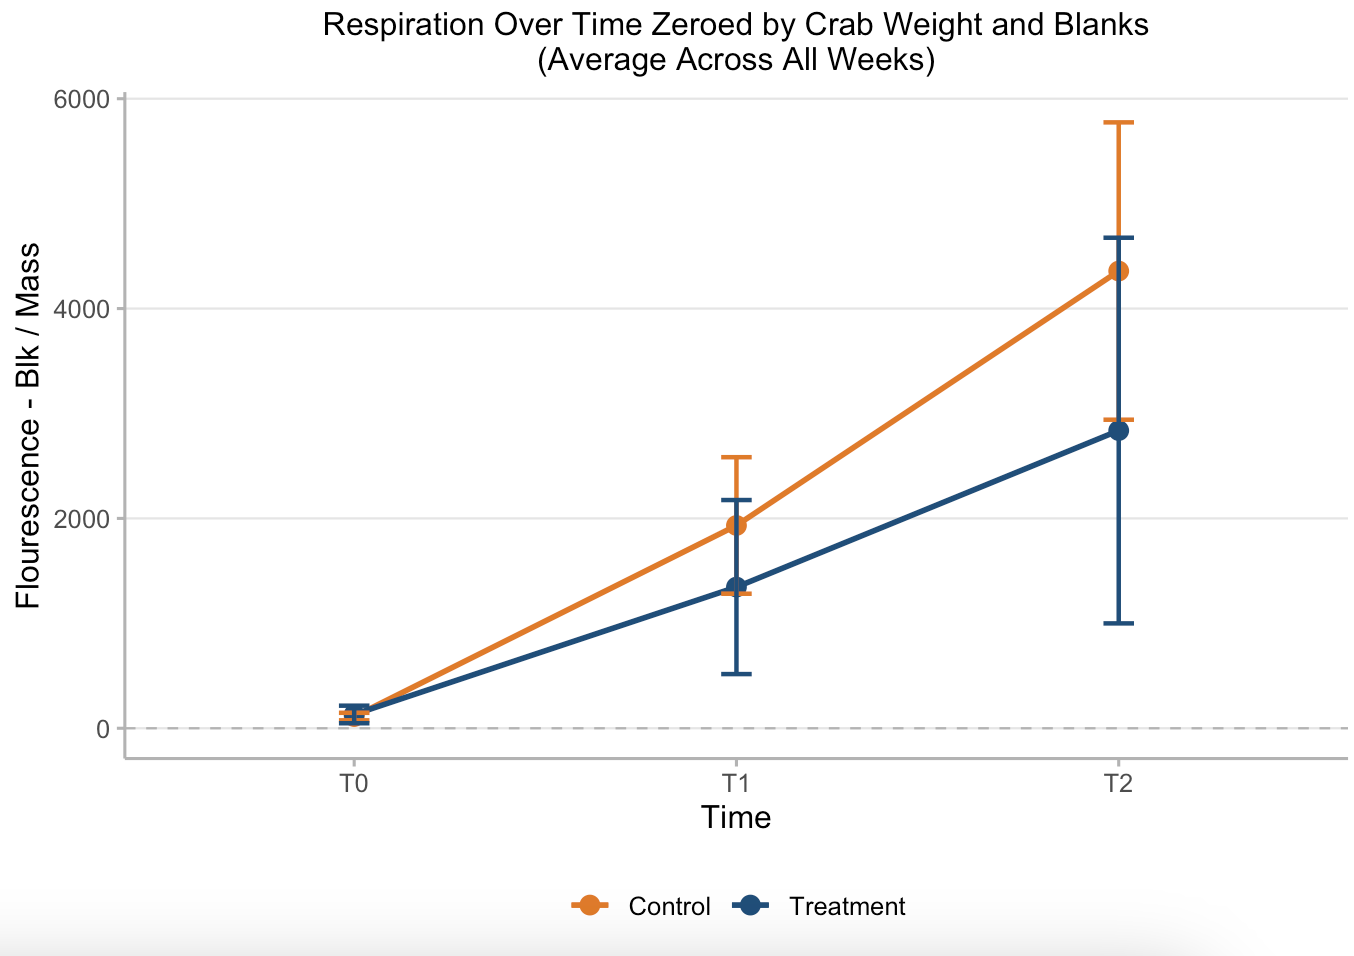 Respiration Over Time Zeroed by Crab Weight and Blanks
(Average Across All Weeks)
Flourescence - Blk / Mass
6000
4000
2000
0
T0 T1 T2
Time
Control Treatment